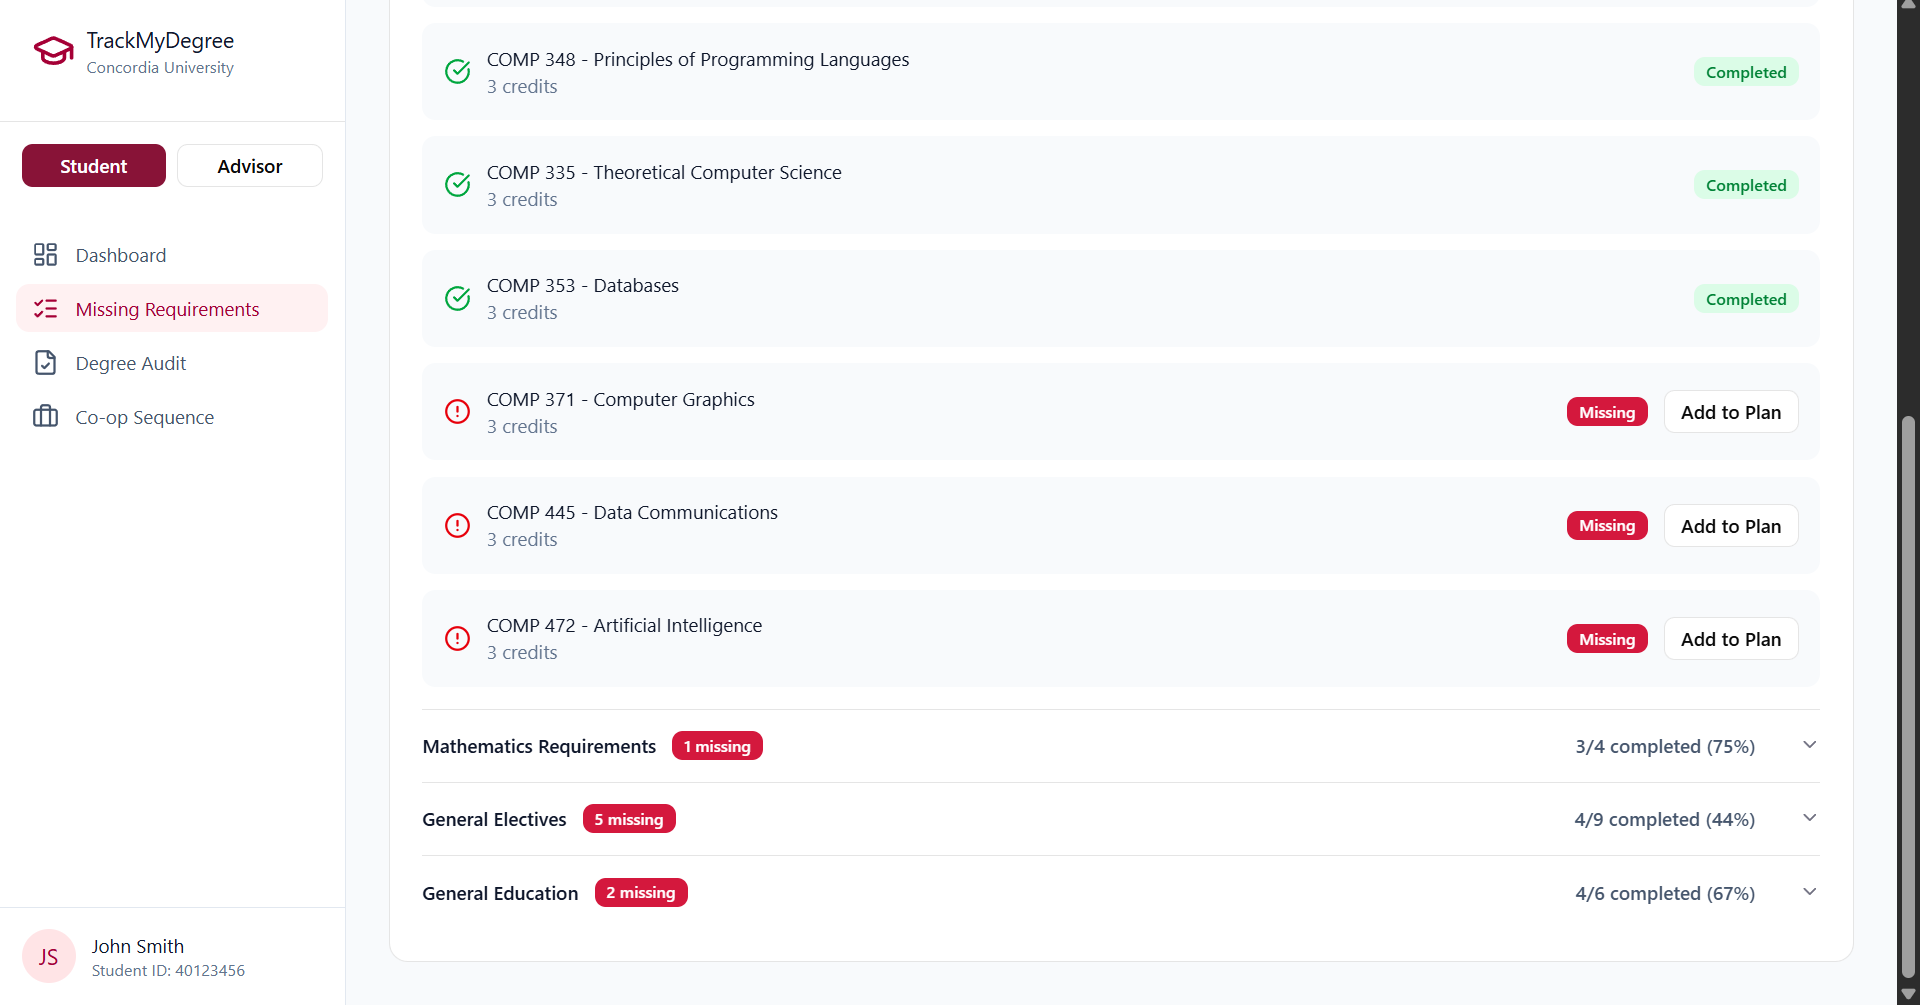 TrackMyDegree
Concordia University
Student
Advisor
Dashboard
Missing Requirements
Degree Audit
Co-op Sequence
JS
John Smith
Student ID: 40123456
COMP 348 - Principles of Programming Languages
3 credits
Completed
COMP 335 - Theoretical Computer Science
3 credits
Completed
COMP 353 - Databases
3 credits
Completed
COMP 371 - Computer Graphics
3 credits
Missing
Add to Plan
COMP 445 - Data Communications
3 credits
Missing
Add to Plan
COMP 472 - Artificial Intelligence
3 credits
Missing
Add to Plan
Mathematics Requirements 1 missing 3/4 completed (75%)
General Electives 5 missing 4/9 completed (44%)
General Education 2 missing 4/6 completed (67%)